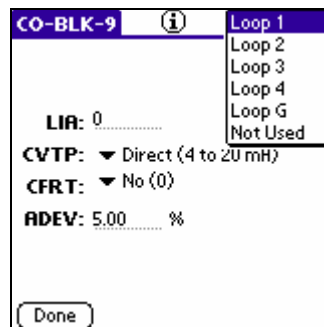 CO-BLK-9 i Loop 1
Loop 2
Loop 3
Loop 4
Loop G
Not Used
LIA: 0
CVTP: Direct (4 to 20 mH)
CFRT: No (0)
ADEV: 5.00 %
Done